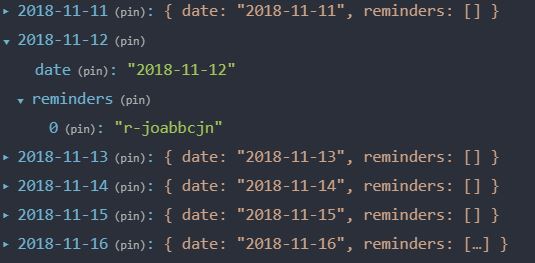 ▸ 2018-11-11 (pin): { date: "2018-11-11", reminders: [] }
▾ 2018-11-12 (pin)
date (pin): "2018-11-12"
▾ reminders (pin)
0 (pin): "r-joabbcjn"
▸ 2018-11-13 (pin): { date: "2018-11-13", reminders: [] }
▸ 2018-11-14 (pin): { date: "2018-11-14", reminders: [] }
▸ 2018-11-15 (pin): { date: "2018-11-15", reminders: [] }
▸ 2018-11-16 (pin): { date: "2018-11-16", reminders: […] }